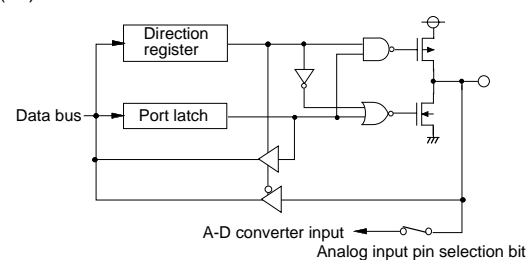 Direction
register
Data bus
Port latch
A-D converter input
Analog input pin selection bit